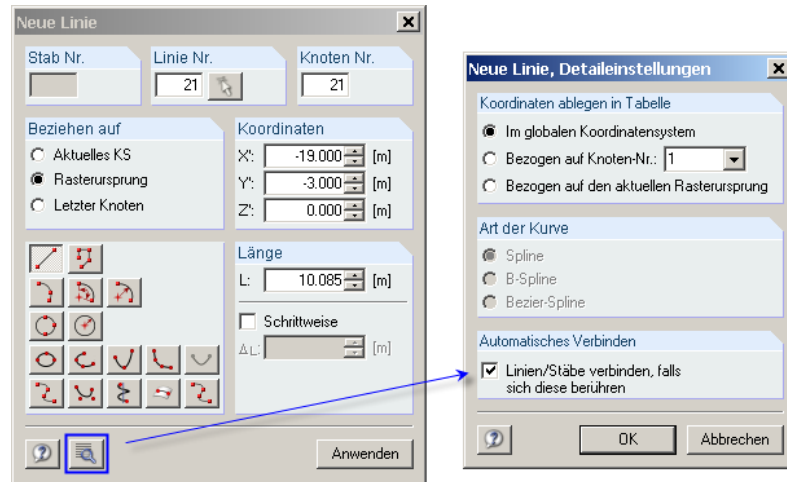 Neue Linie
Stab Nr.
Linie Nr.
Knoten Nr.
21
21
Beziehen auf
Aktuelles KS
Rasterursprung
Letzter Knoten
Koordinaten
X': -19.000 [m]
Y': -3.000 [m]
Z': 0.000 [m]
Länge
L: 10.085 [m]
Schrittweise
ΔL: [m]
Anwenden
Neue Linie, Detaileinstellungen
Koordinaten ablegen in Tabelle
Im globalen Koordinatensystem
Bezogen auf Knoten-Nr.: 1
Bezogen auf den aktuellen Rasterursprung
Art der Kurve
Spline
B-Spline
Bezier-Spline
Automatisches Verbinden
Linien/Stäbe verbinden, falls
sich diese berühren
OK
Abbrechen